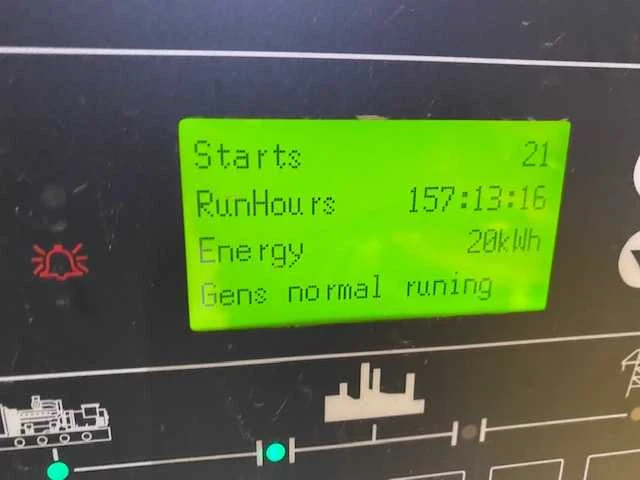 Starts 21
RunHours 157:13:16
Energy 20kWh
Gens normal runing